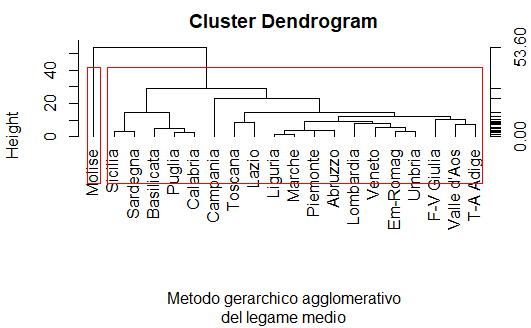 Cluster Dendrogram
Height
0
20
40
53.60
0.00
Molise
Sicilia
Sardegna
Basilicata
Puglia
Calabria
Campania
Toscana
Lazio
Liguria
Marche
Piemonte
Abruzzo
Lombardia
Veneto
Em-Romag
Umbria
F-V Giulia
Valle d'Aos
T-A Adige
Metodo gerarchico agglomerativo
del legame medio